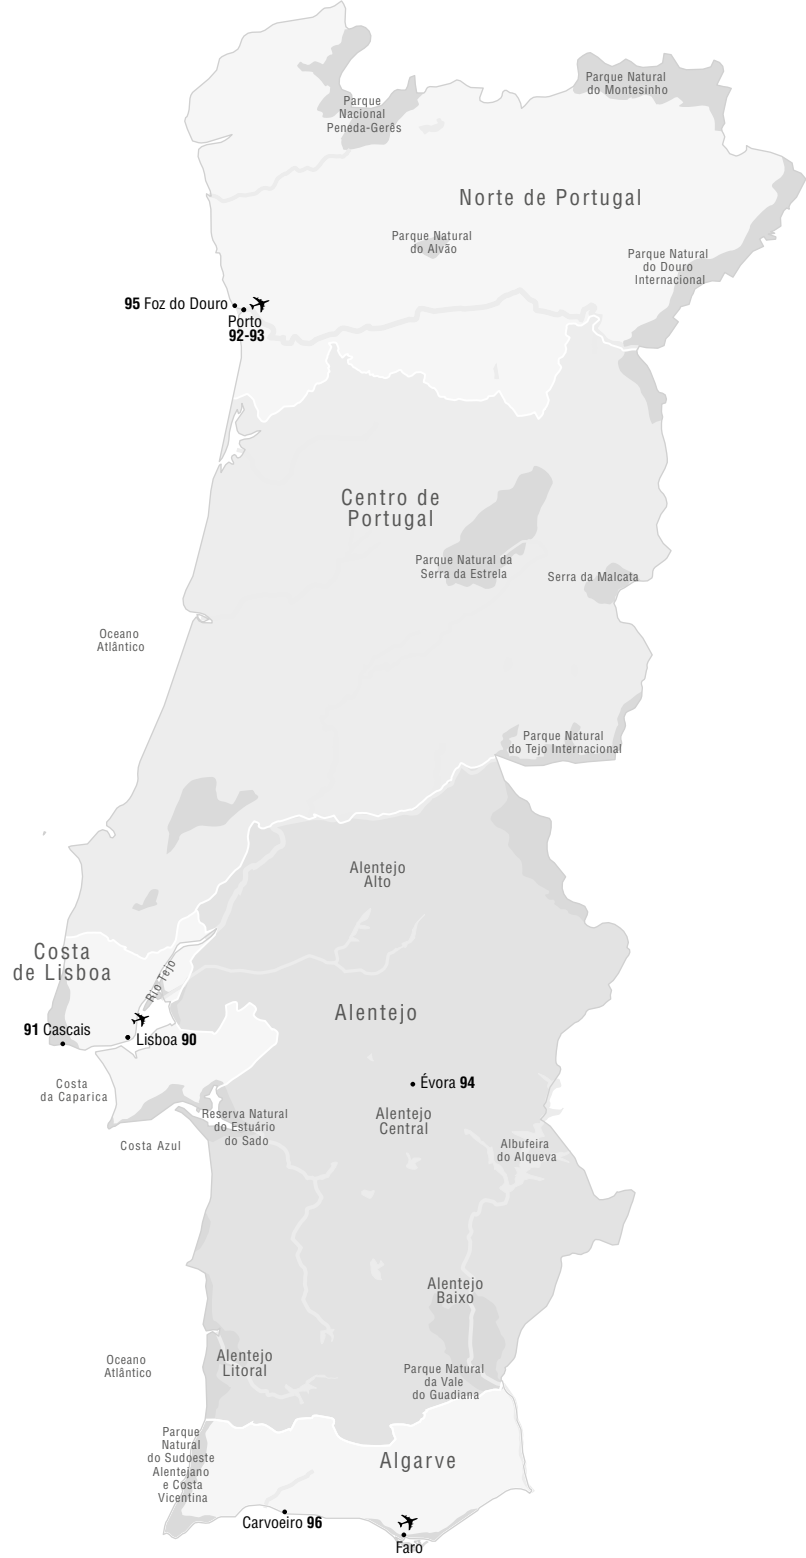 Parque Natural
do Montesinho
Parque
Nacional
Peneda-Gerês
Norte de Portugal
Parque Natural
do Alvão
Parque Natural
do Douro
Internacional
95 Foz do Douro
Porto
92-93
Centro de
Portugal
Parque Natural da
Serra da Estrela
Serra da Malcata
Oceano
Atlântico
Parque Natural
do Tejo Internacional
Alentejo
Alto
Costa
de Lisboa
Rio Tejo
Alentejo
91 Cascais
Lisboa 90
Costa
da Caparica
Évora 94
Reserva Natural
do Estuário
do Sado
Alentejo
Central
Costa Azul
Albufeira
do Alqueva
Alentejo
Baixo
Oceano
Atlântico
Alentejo
Litoral
Parque Natural
da Vale
do Guadiana
Parque
Natural
do Sudoeste
Alentejano
e Costa
Vicentina
Algarve
Carvoeiro 96
Faro